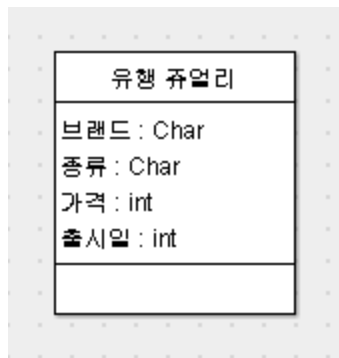 유행 쥬얼리
브랜드 : Char
종류 : Char
가격 : int
출시일 : int